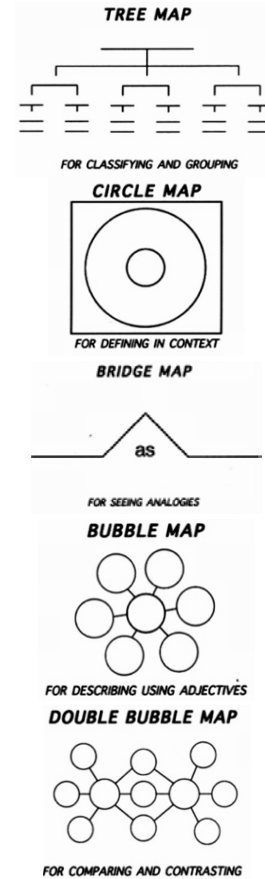 TREE MAP
FOR CLASSIFYING AND GROUPING
CIRCLE MAP
FOR DEFINING IN CONTEXT
BRIDGE MAP
as
FOR SEEING ANALOGIES
BUBBLE MAP
FOR DESCRIBING USING ADJECTIVES
DOUBLE BUBBLE MAP
FOR COMPARING AND CONTRASTING